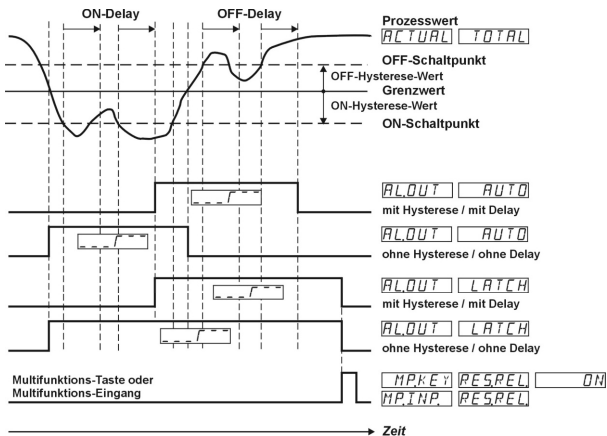 ON-Delay OFF-Delay
Prozesswert
ACTUAL TOTAL
OFF-Schaltpunkt
OFF-Hysterese-Wert
Grenzwert
ON-Hysterese-Wert
ON-Schaltpunkt
AL.OUT AUTO
mit Hysterese / mit Delay
AL.OUT AUTO
ohne Hysterese / ohne Delay
AL.OUT LATCH
mit Hysterese / mit Delay
AL.OUT LATCH
ohne Hysterese / ohne Delay
Multifunktions-Taste oder
Multifunktions-Eingang
MP.KEY RES.REL. ON
MP.INP. RES.REL.
Zeit